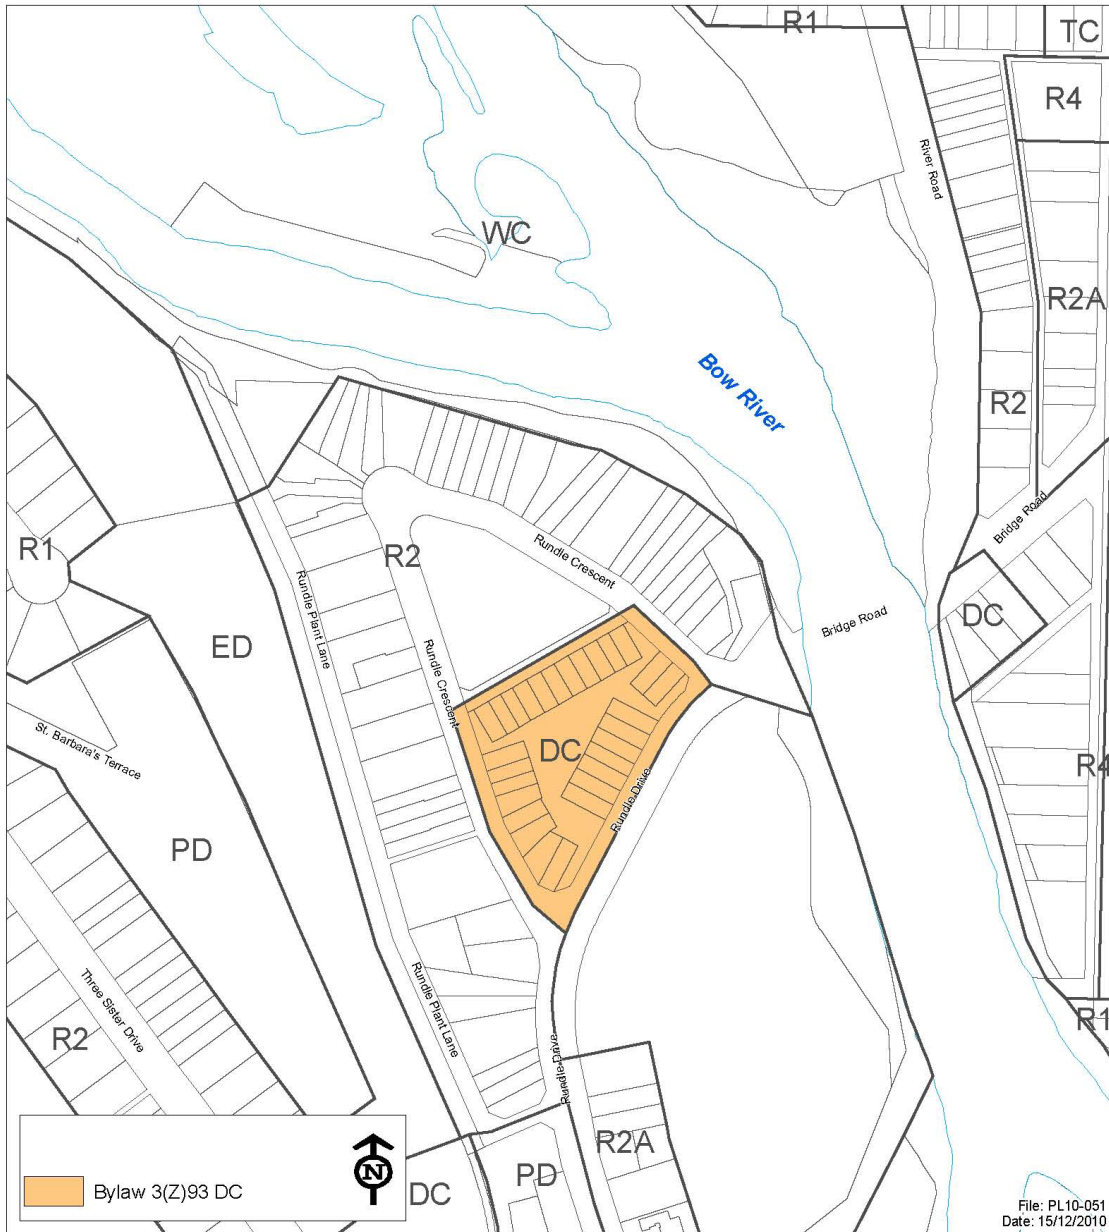 R1
TC
R4
River Road
WC
R2A
Bow River
R2
Bridge Road
R1
R2
Rundle Crescent
Rundle Plant Lane
DC
Bridge Road
ED
Rundle Crescent
St. Barbara's Terrace
DC
R4
Rundle Drive
PD
Three Sister Drive
Rundle Plant Lane
R2
R1
Rundle Drive
R2A
PD
DC
N
Bylaw 3(Z)93 DC
File: PL10-051
Date: 15/12/2010